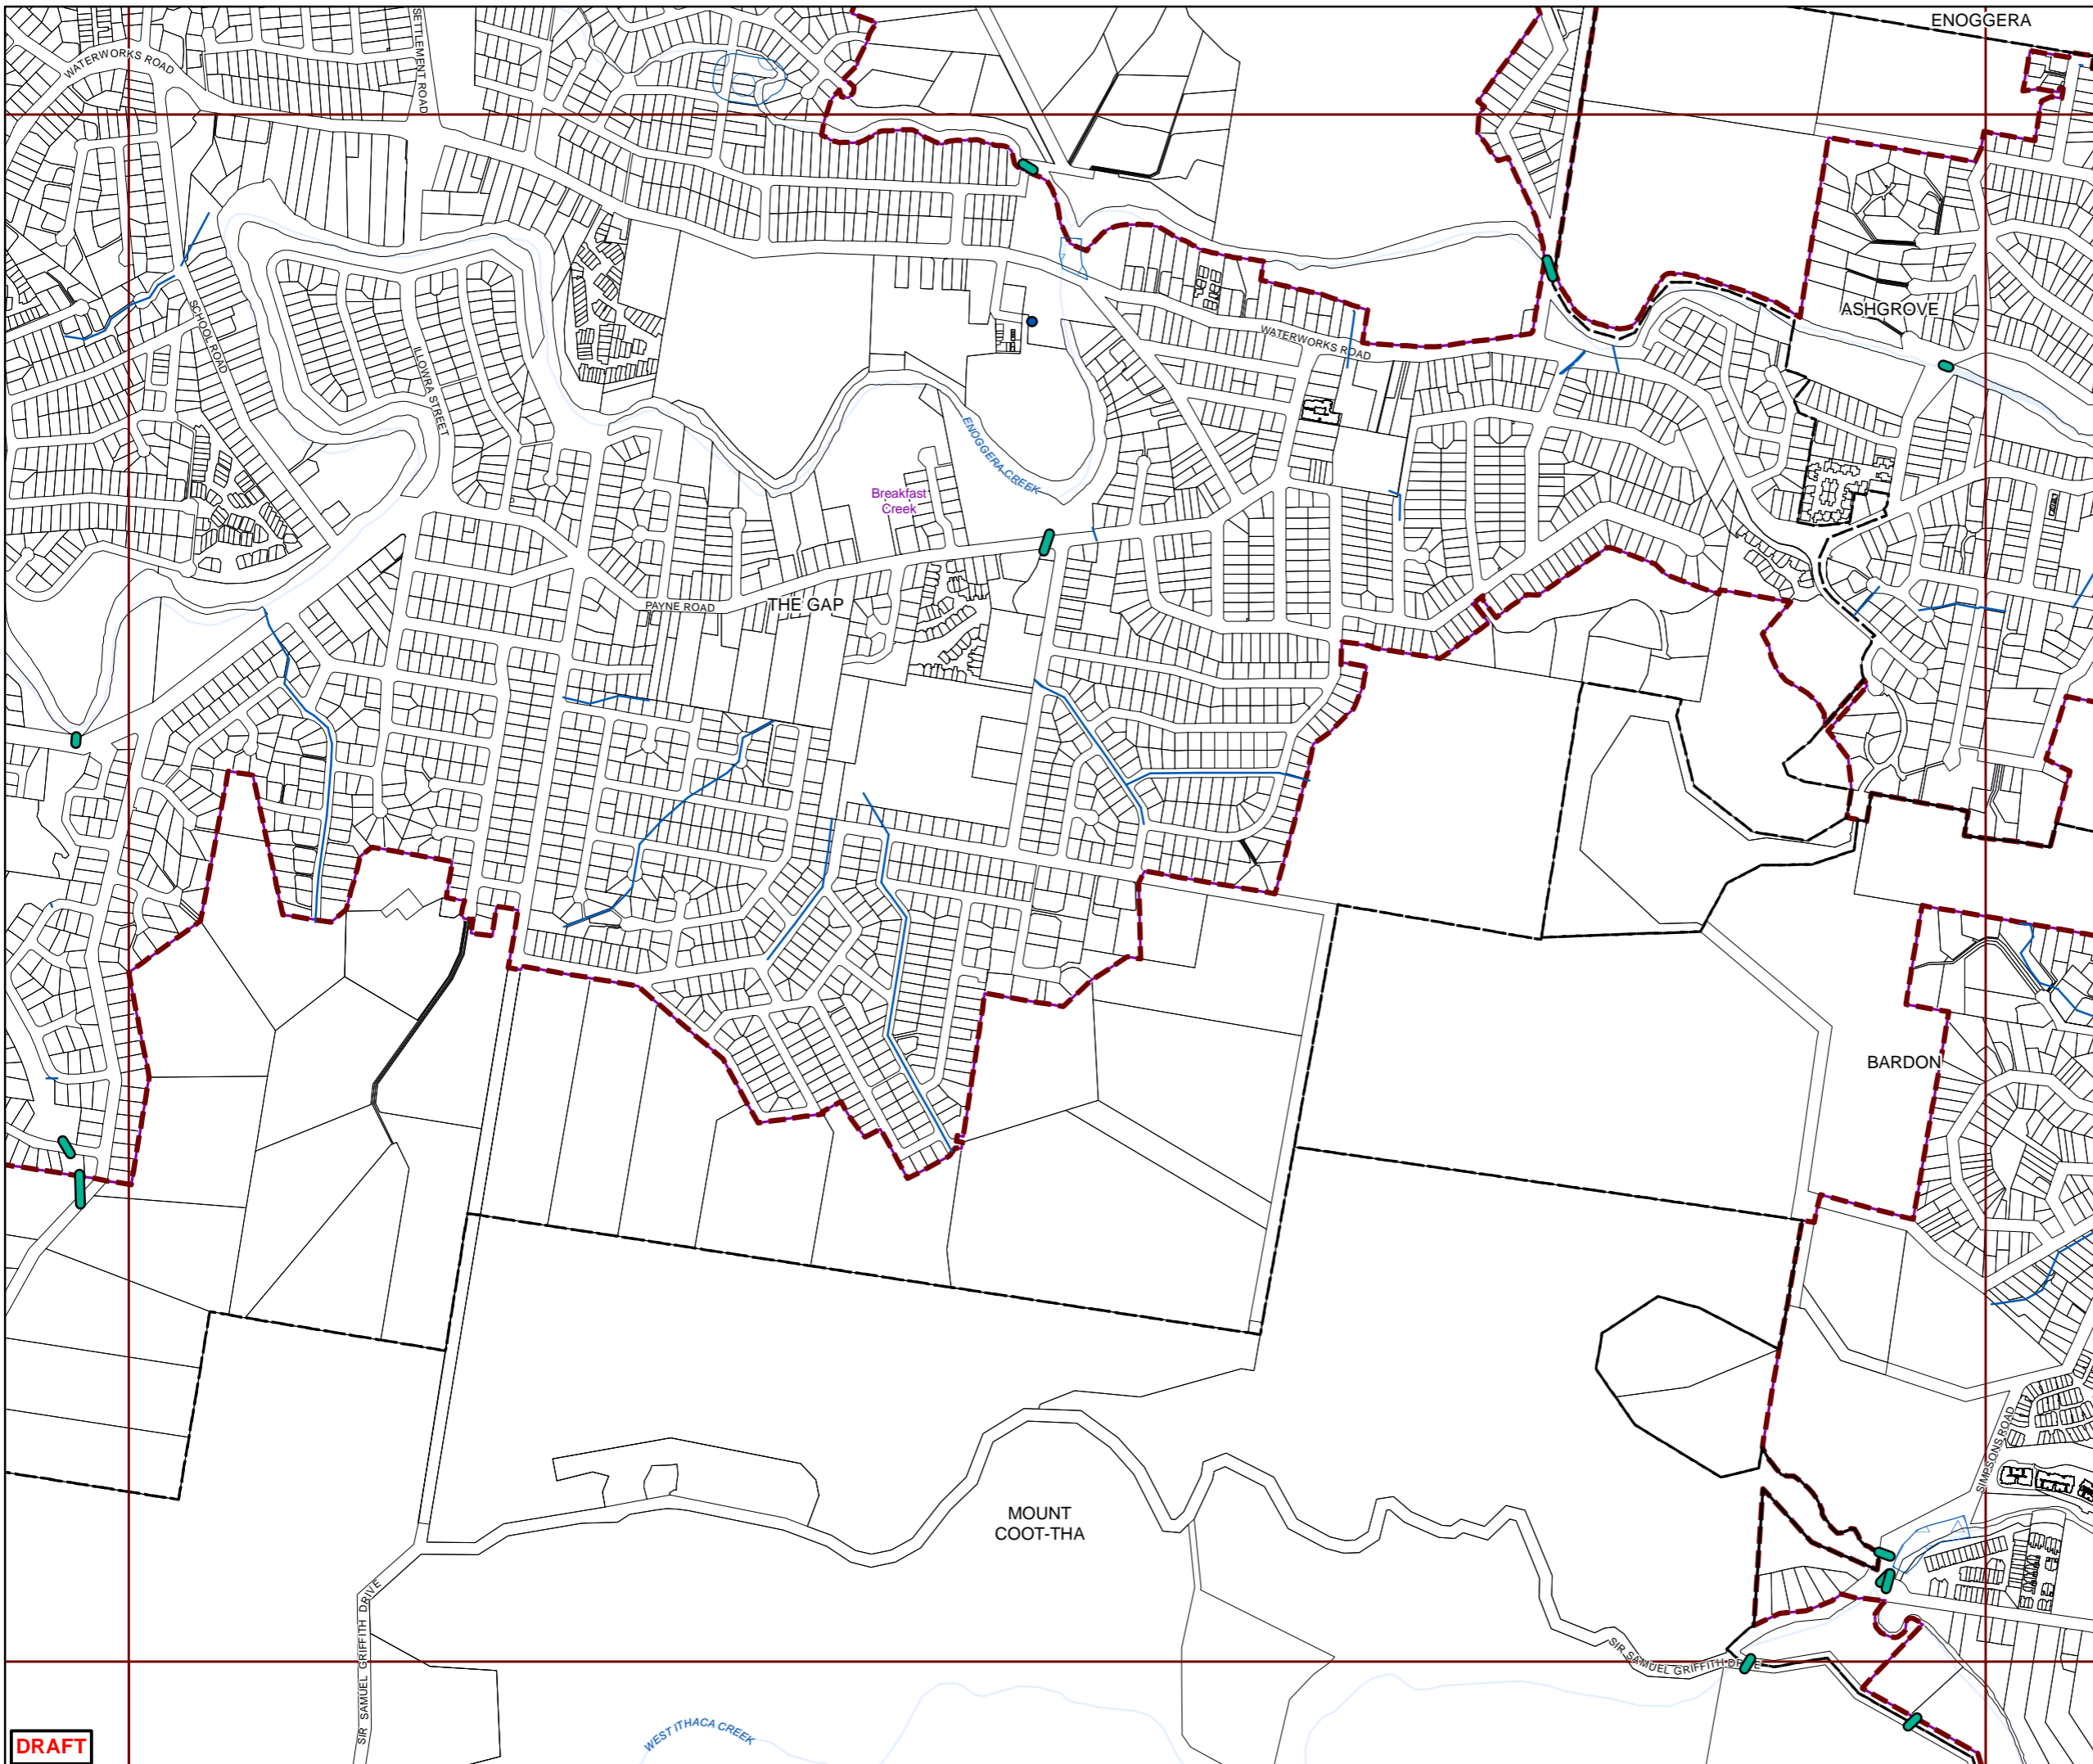 ENOGGERA
SETTLEMENT ROAD
WATERWORKS ROAD
ASHGROVE
SCHOOL ROAD
WATERWORKS ROAD
ILLOWRA STREET
ENOGGERA CREEK
Breakfast
Creek
PAYNE ROAD
THE GAP
BARDON
SIMPSONS ROAD
MOUNT
COOT-THA
SIR SAMUEL GRIFFITH DRIVE
SIR SAMUEL GRIFFITH DRIVE
WEST ITHACA CREEK
DRAFT